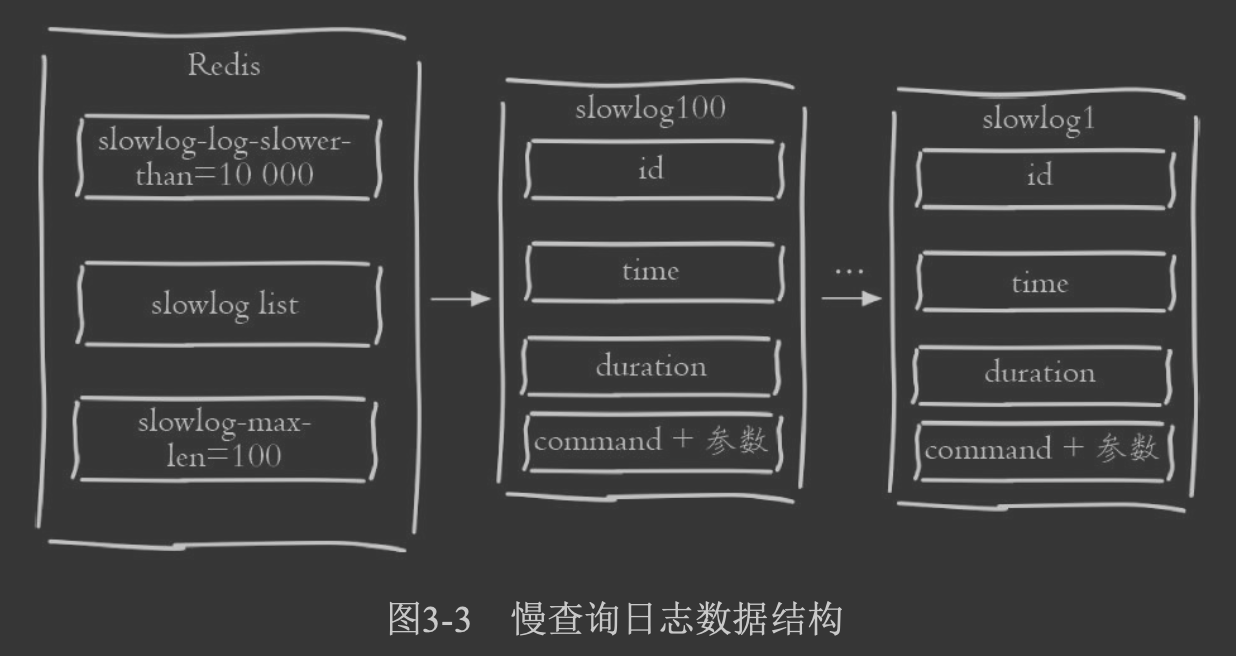 Redis
slowlog-log-slower-
than=10 000
slowlog list
slowlog-max-
len=100
slowlog100
id
time
duration
command + 参数
...
slowlog1
id
time
duration
command + 参数
图3-3 慢查询日志数据结构